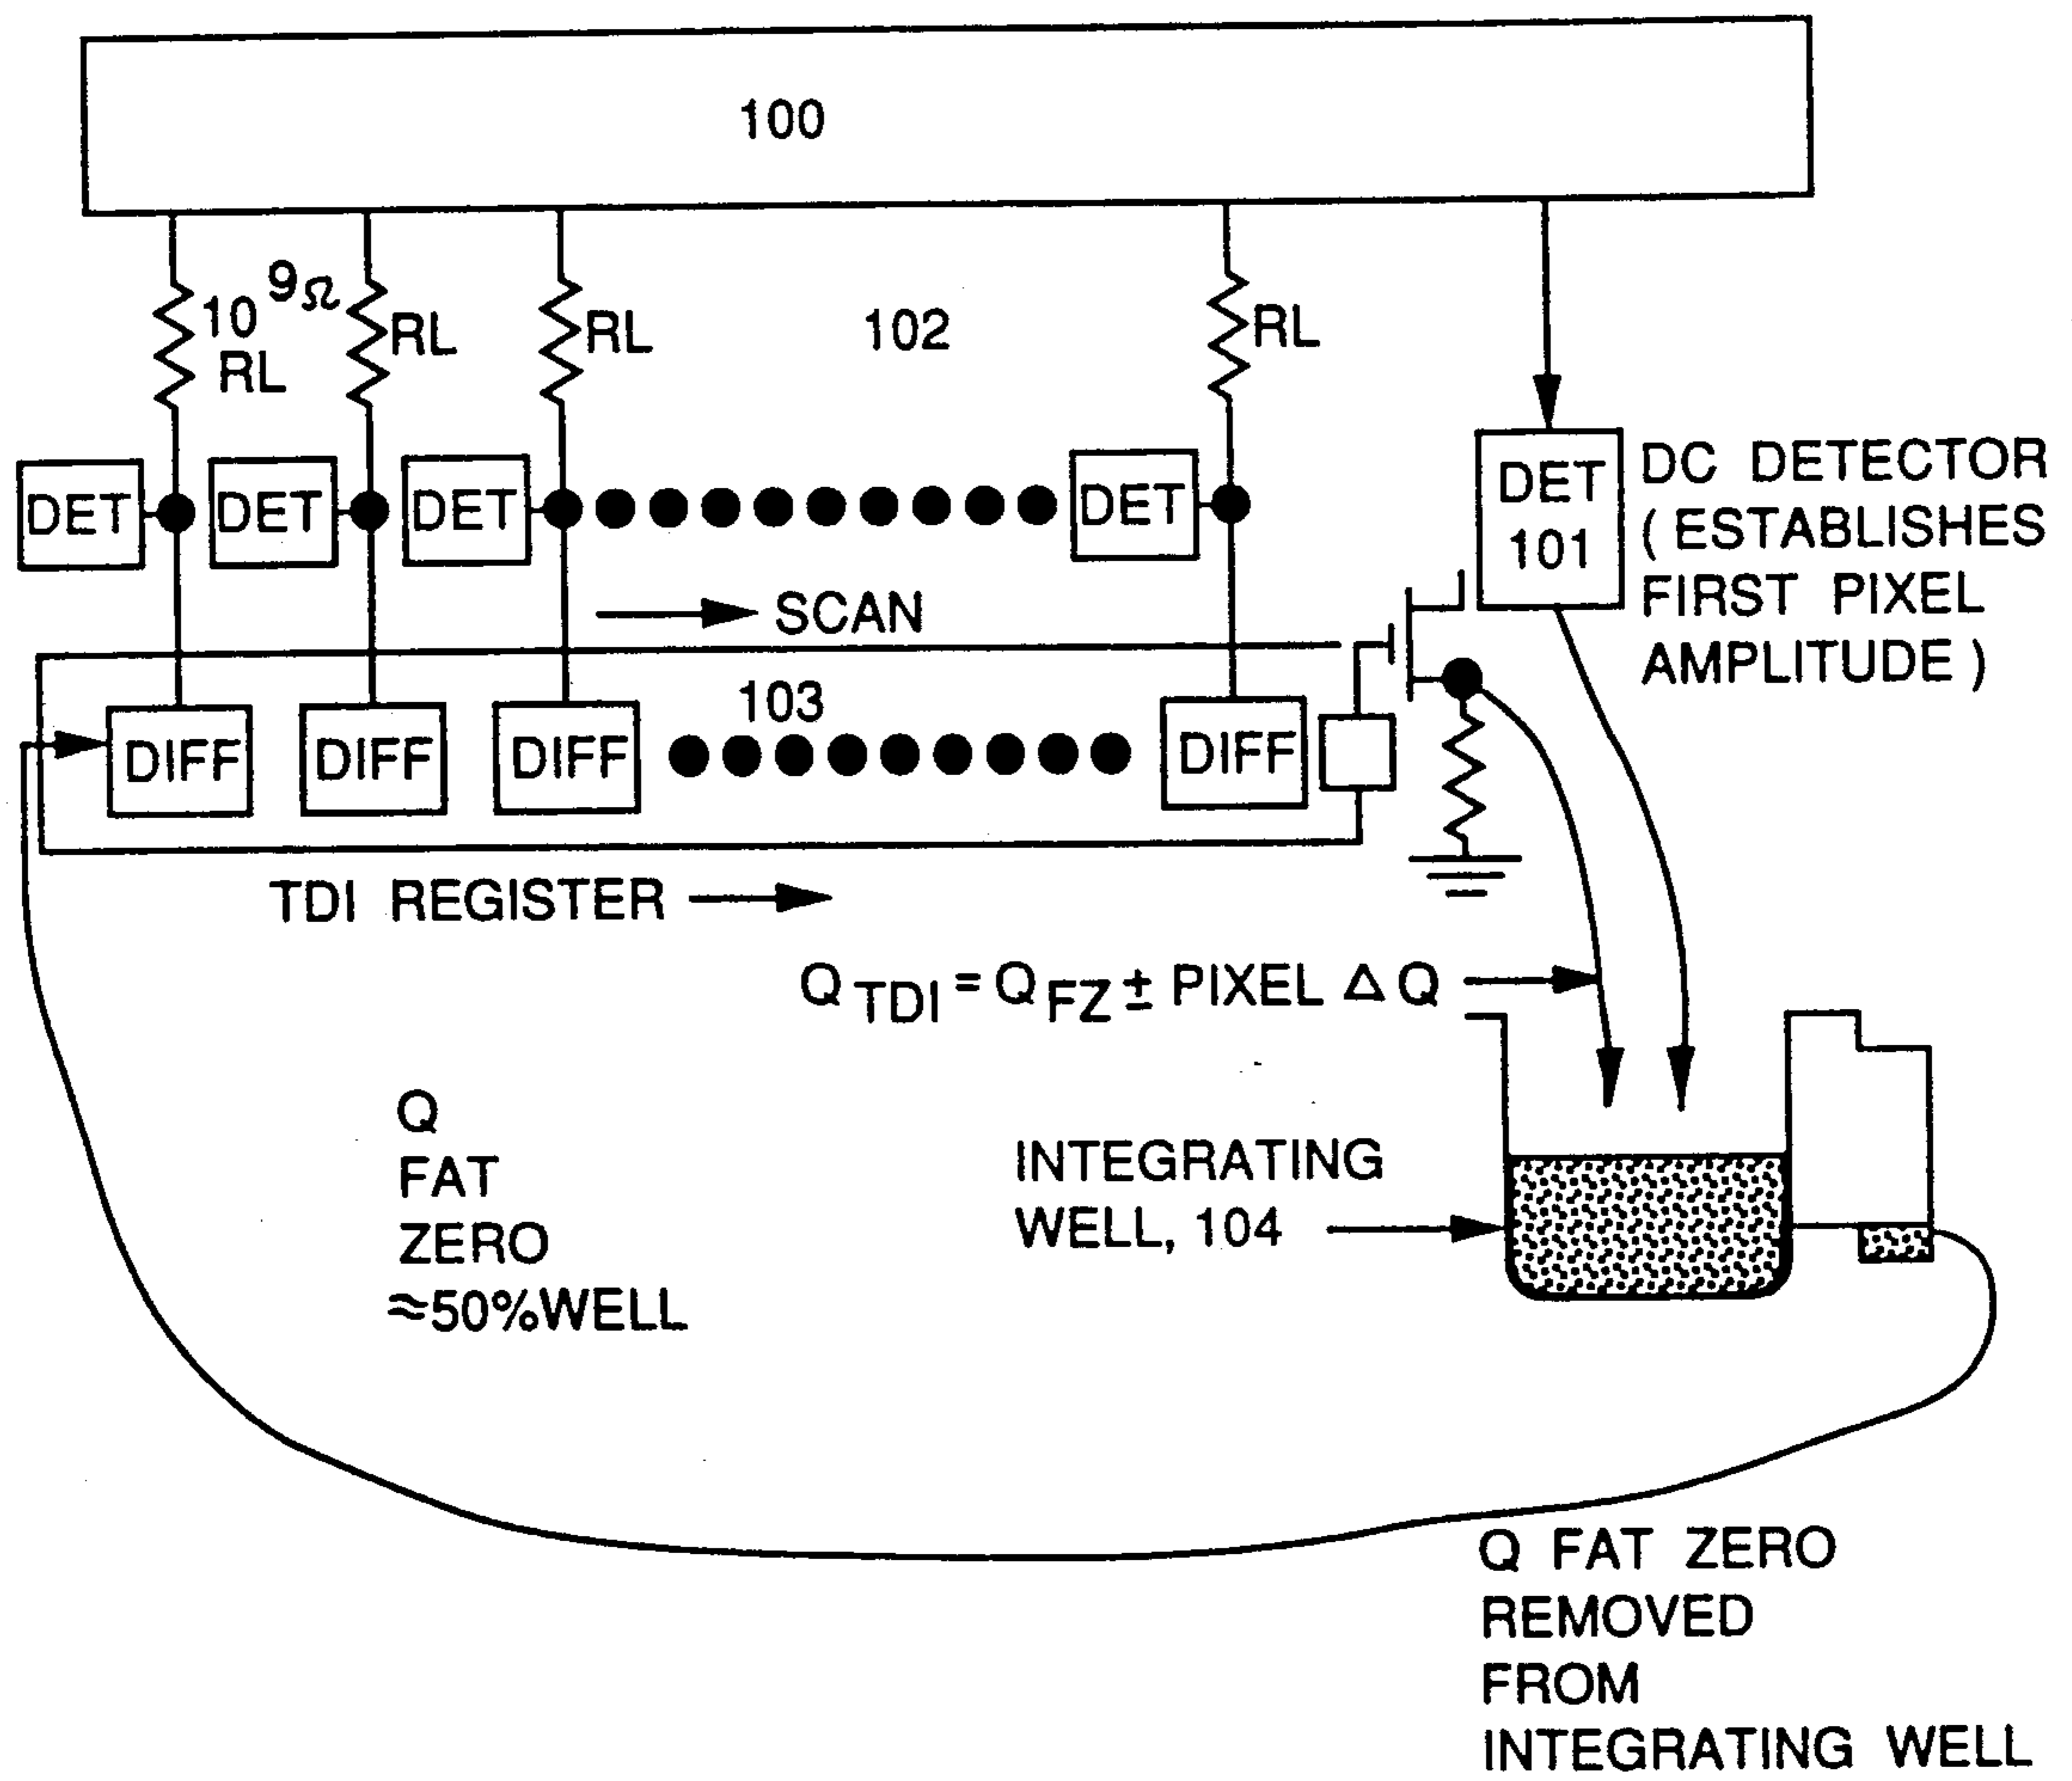 100
10 9Ω
RL
RL
RL
102
RL
DET
DET
DET
DET
DET
101
DC DETECTOR
( ESTABLISHES
FIRST PIXEL
AMPLITUDE )
SCAN
103
DIFF
DIFF
DIFF
DIFF
TDI REGISTER
Q TDI = Q FZ ± PIXEL Δ Q
Q
FAT
ZERO
≈50%WELL
INTEGRATING
WELL, 104
Q FAT ZERO
REMOVED
FROM
INTEGRATING WELL